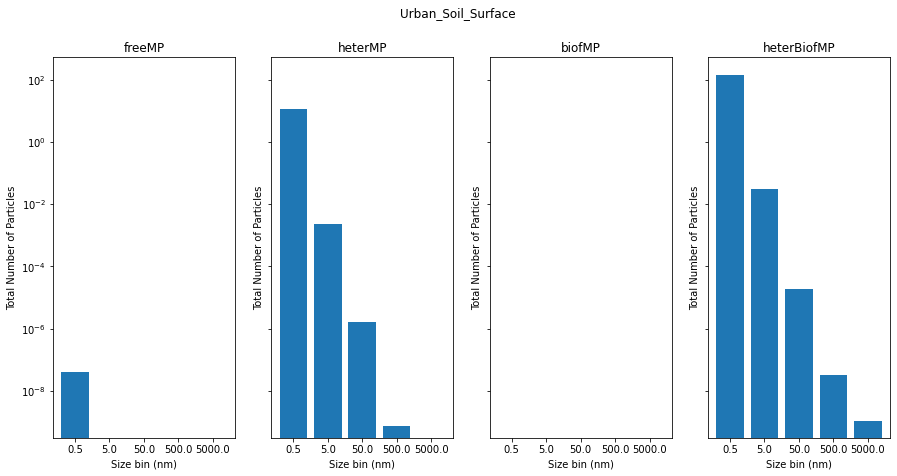 Urban_Soil_Surface
freeMP
heterMP
biofMP
heterBiofMP
Total Number of Particles
10^2
10^0
10^-2
10^-4
10^-6
10^-8
0.5 5.0 50.0 500.0 5000.0
Size bin (nm)
Total Number of Particles
0.5 5.0 50.0 500.0 5000.0
Size bin (nm)
Total Number of Particles
0.5 5.0 50.0 500.0 5000.0
Size bin (nm)
Total Number of Particles
0.5 5.0 50.0 500.0 5000.0
Size bin (nm)